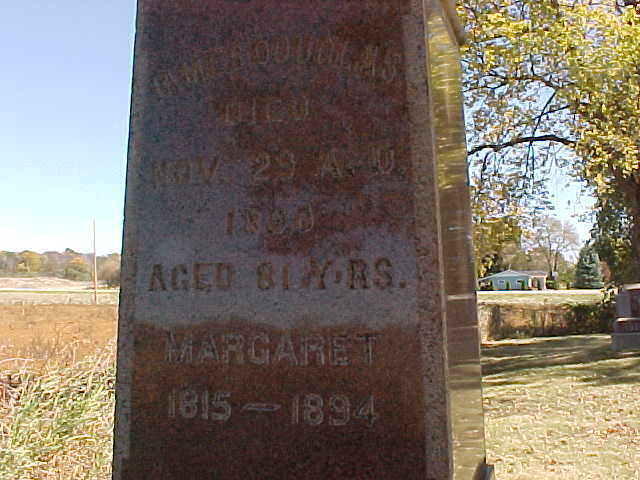 DOUGLAS
DIED
NOV. 29 A. D.
AGED 81 Y·RS.
MARGARET
1815 — 1894